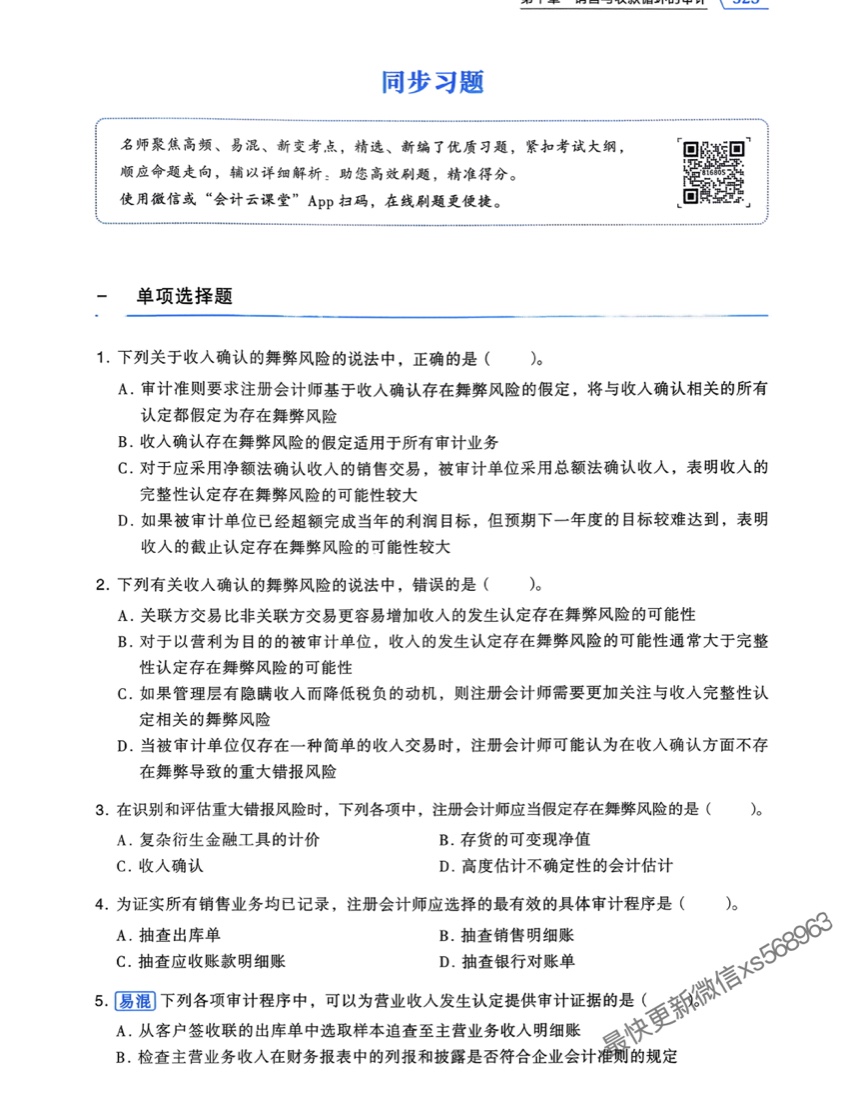 第十章 销售与收款循环的审计 323
同步习题
名师聚焦高频、易混、新变考点，精选、新编了优质习题，紧扣考试大纲，
顺应命题走向，辅以详细解析，助您高效刷题，精准得分。
使用微信或“会计云课堂”App 扫码，在线刷题更便捷。
816805
一 单项选择题
1. 下列关于收入确认的舞弊风险的说法中，正确的是（ ）。
A. 审计准则要求注册会计师基于收入确认存在舞弊风险的假定，将与收入确认相关的所有
认定都假定为存在舞弊风险
B. 收入确认存在舞弊风险的假定适用于所有审计业务
C. 对于应采用净额法确认收入的销售交易，被审计单位采用总额法确认收入，表明收入的
完整性认定存在舞弊风险的可能性较大
D. 如果被审计单位已经超额完成当年的利润目标，但预期下一年度的目标较难达到，表明
收入的截止认定存在舞弊风险的可能性较大
2. 下列有关收入确认的舞弊风险的说法中，错误的是（ ）。
A. 关联方交易比非关联方交易更容易增加收入的发生认定存在舞弊风险的可能性
B. 对于以营利为目的的被审计单位，收入的发生认定存在舞弊风险的可能性通常大于完整
性认定存在舞弊风险的可能性
C. 如果管理层有隐瞒收入而降低税负的动机，则注册会计师需要更加关注与收入完整性认
定相关的舞弊风险
D. 当被审计单位仅存在一种简单的收入交易时，注册会计师可能认为在收入确认方面不存
在舞弊导致的重大错报风险
3. 在识别和评估重大错报风险时，下列各项中，注册会计师应当假定存在舞弊风险的是（ ）。
A. 复杂衍生金融工具的计价 B. 存货的可变现净值
C. 收入确认 D. 高度估计不确定性的会计估计
4. 为证实所有销售业务均已记录，注册会计师应选择的最有效的具体审计程序是（ ）。
A. 抽查出库单 B. 抽查销售明细账
C. 抽查应收账款明细账 D. 抽查银行对账单
5. 易混 下列各项审计程序中，可以为营业收入发生认定提供审计证据的是（ ）。
A. 从客户签收联的出库单中选取样本追查至主营业务收入明细账
B. 检查主营业务收入在财务报表中的列报和披露是否符合企业会计准则的规定
最快更新微信xs568963